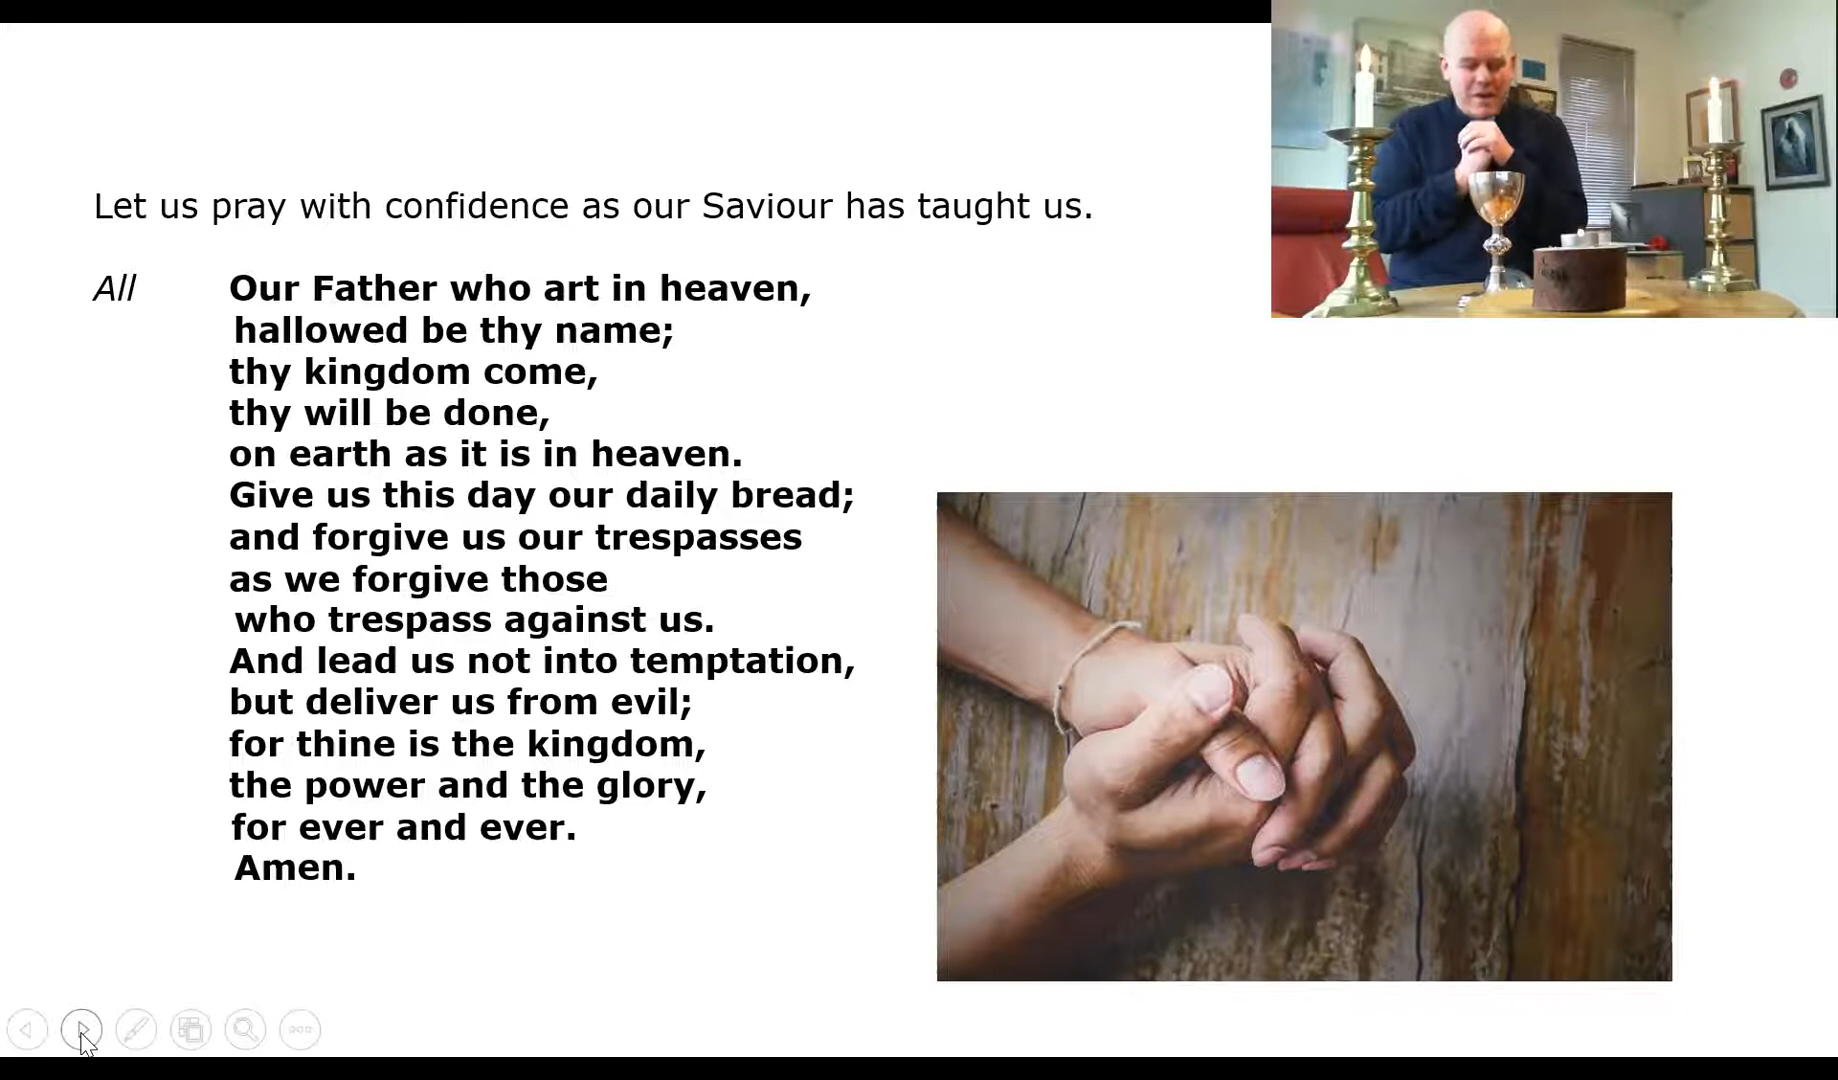 Let us pray with confidence as our Saviour has taught us.
All Our Father who art in heaven,
hallowed be thy name;
thy kingdom come,
thy will be done,
on earth as it is in heaven.
Give us this day our daily bread;
and forgive us our trespasses
as we forgive those
who trespass against us.
And lead us not into temptation,
but deliver us from evil;
for thine is the kingdom,
the power and the glory,
for ever and ever.
Amen.